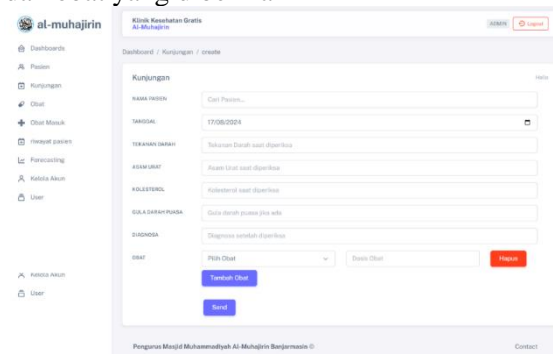 al-muhajirin
Klinik Kesehatan Gratis
Al-Muhajirin
ADMIN
Logout
Dashboards
Pasien
Kunjungan
Obat
Obat Masuk
riwayat pasien
Forecasting
Kelola Akun
User
Kelola Akun
User
Dashboard / Kunjungan / create
Kunjungan
Hello
NAMA PASIEN
Cari Pasien...
TANGGAL
17/08/2024
TEKANAN DARAH
Tekanan Darah saat diperiksa
ASAM URAT
Asam Urat saat diperiksa
KOLESTEROL
Kolesterol saat diperiksa
GULA DARAH PUASA
Gula darah puasa jika ada
DIAGNOSA
Diagnosa setelah diperiksa
OBAT
Pilih Obat
Dosis Obat
Hapus
Tambah Obat
Send
Pengurus Masjid Muhammadiyah Al-Muhajirin Banjarmasin ©
Contact